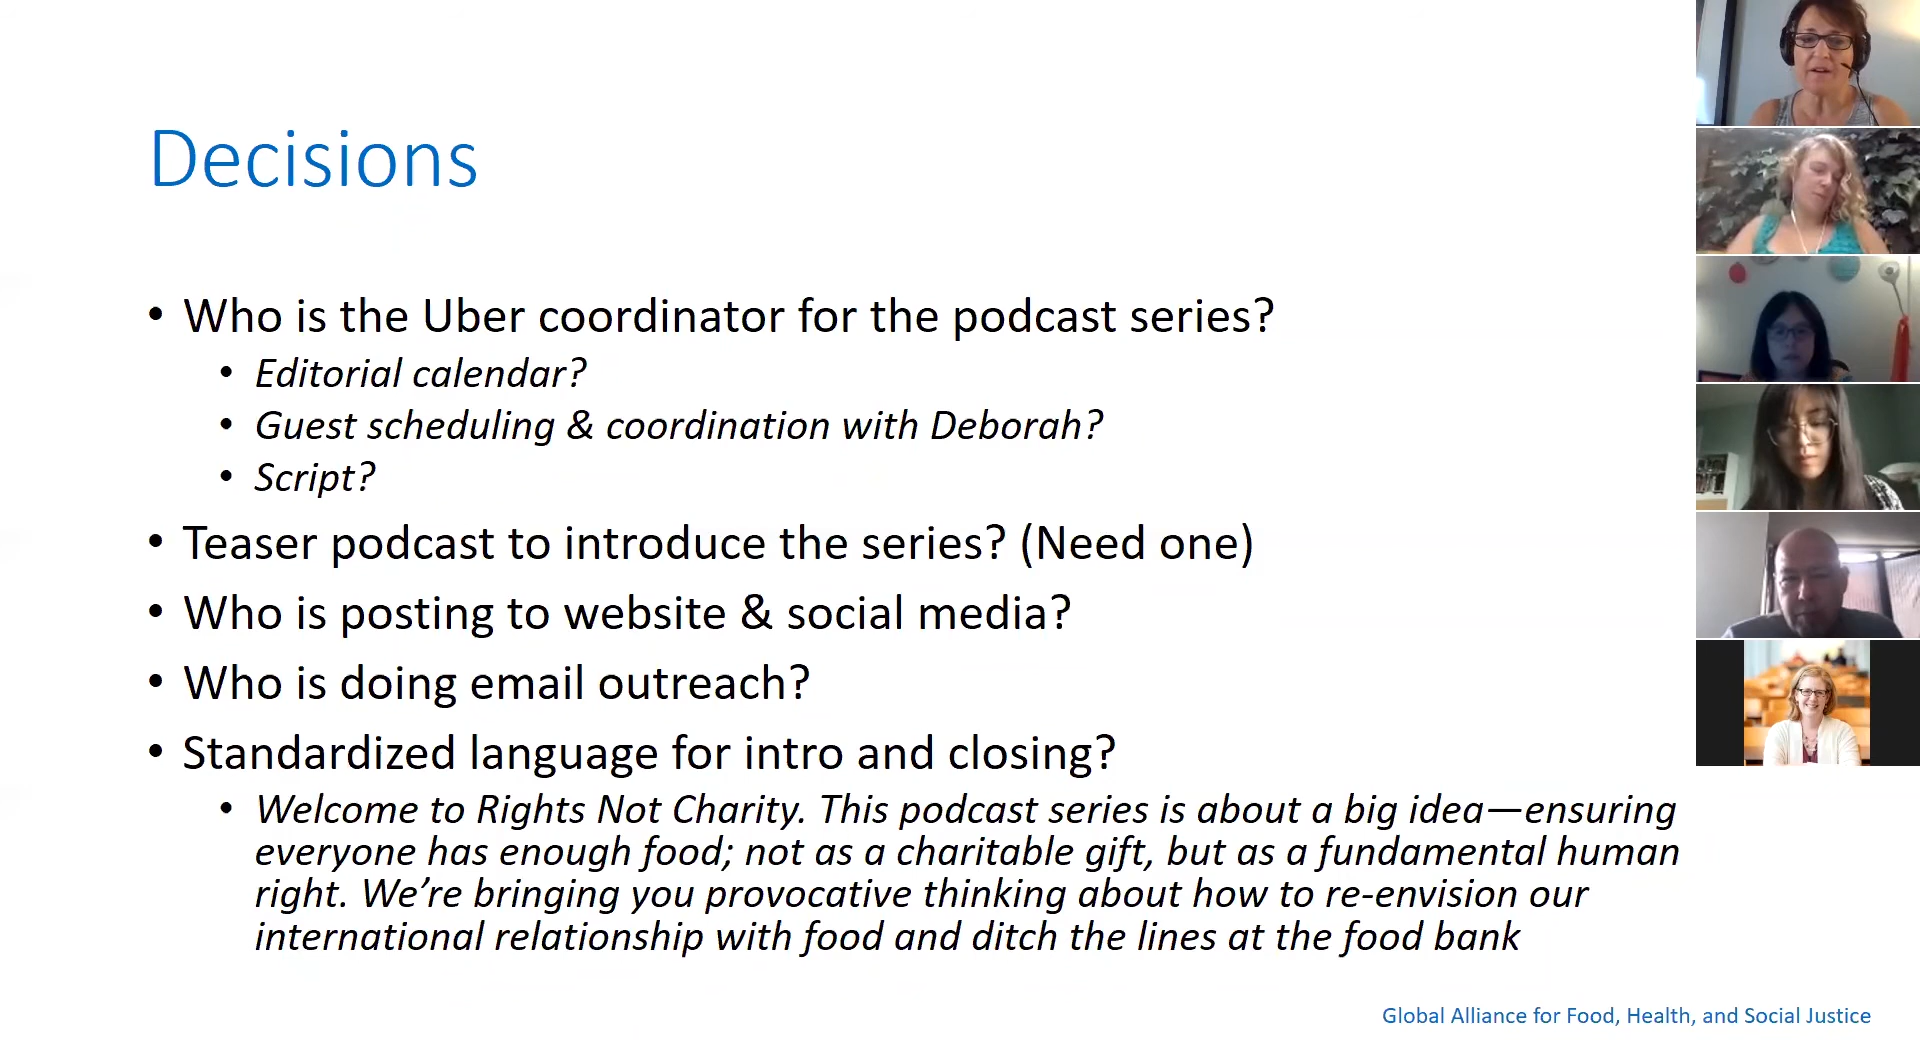 Decisions
• Who is the Uber coordinator for the podcast series?
• Editorial calendar?
• Guest scheduling & coordination with Deborah?
• Script?
• Teaser podcast to introduce the series? (Need one)
• Who is posting to website & social media?
• Who is doing email outreach?
• Standardized language for intro and closing?
• Welcome to Rights Not Charity. This podcast series is about a big idea—ensuring
everyone has enough food; not as a charitable gift, but as a fundamental human
right. We’re bringing you provocative thinking about how to re-envision our
international relationship with food and ditch the lines at the food bank
Global Alliance for Food, Health, and Social Justice